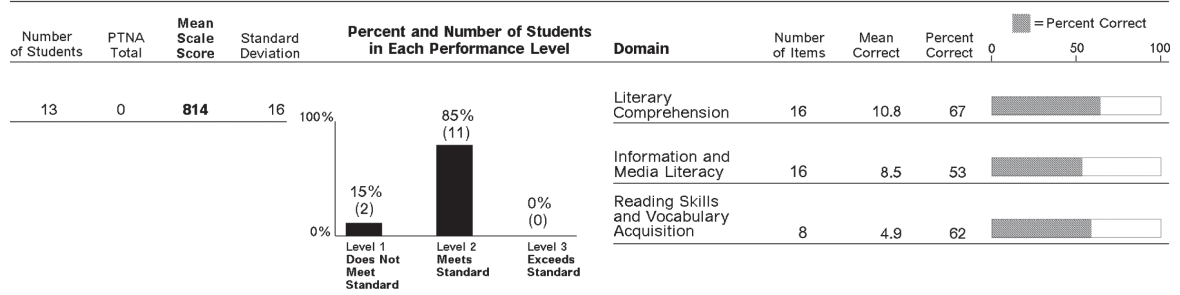 Number of Students
PTNA Total
Mean Scale Score
Standard Deviation
13 0 814 16
Percent and Number of Students
in Each Performance Level
100%
0%
15%
(2)
85%
(11)
0%
(0)
Level 1
Does Not
Meet
Standard
Level 2
Meets
Standard
Level 3
Exceeds
Standard
= Percent Correct
Domain
Number of Items
Mean Correct
Percent Correct
0 50 100
Literary
Comprehension 16 10.8 67
Information and
Media Literacy 16 8.5 53
Reading Skills
and Vocabulary
Acquisition 8 4.9 62